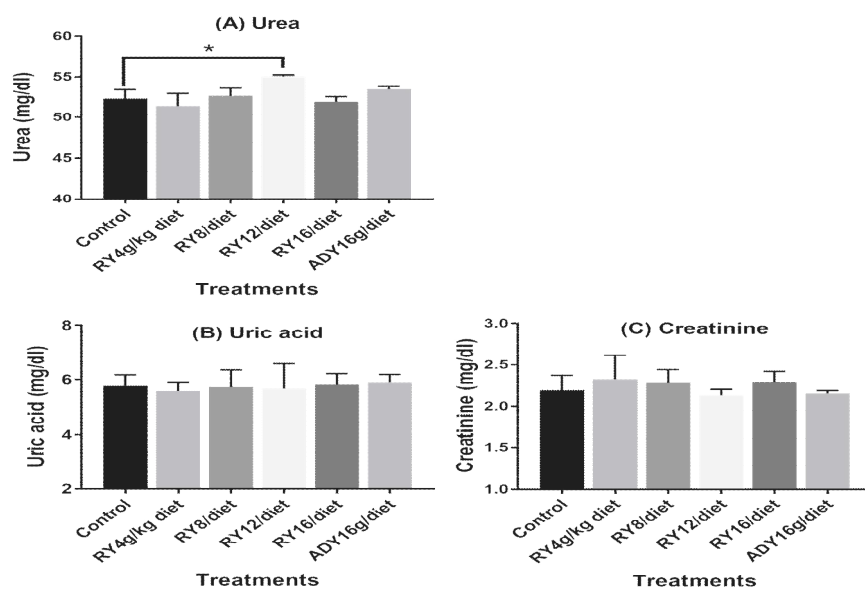 (A) Urea
60
55
50
45
40
Urea (mg/dl)
*
Control
RY4g/kg diet
RY8/diet
RY12/diet
RY16/diet
ADY16g/diet
Treatments
(B) Uric acid
8
6
4
2
Uric acid (mg/dl)
Control
RY4g/kg diet
RY8/diet
RY12/diet
RY16/diet
ADY16g/diet
Treatments
(C) Creatinine
3.0
2.5
2.0
1.5
1.0
Creatinine (mg/dl)
Control
RY4g/kg diet
RY8/diet
RY12/diet
RY16/diet
ADY16g/diet
Treatments